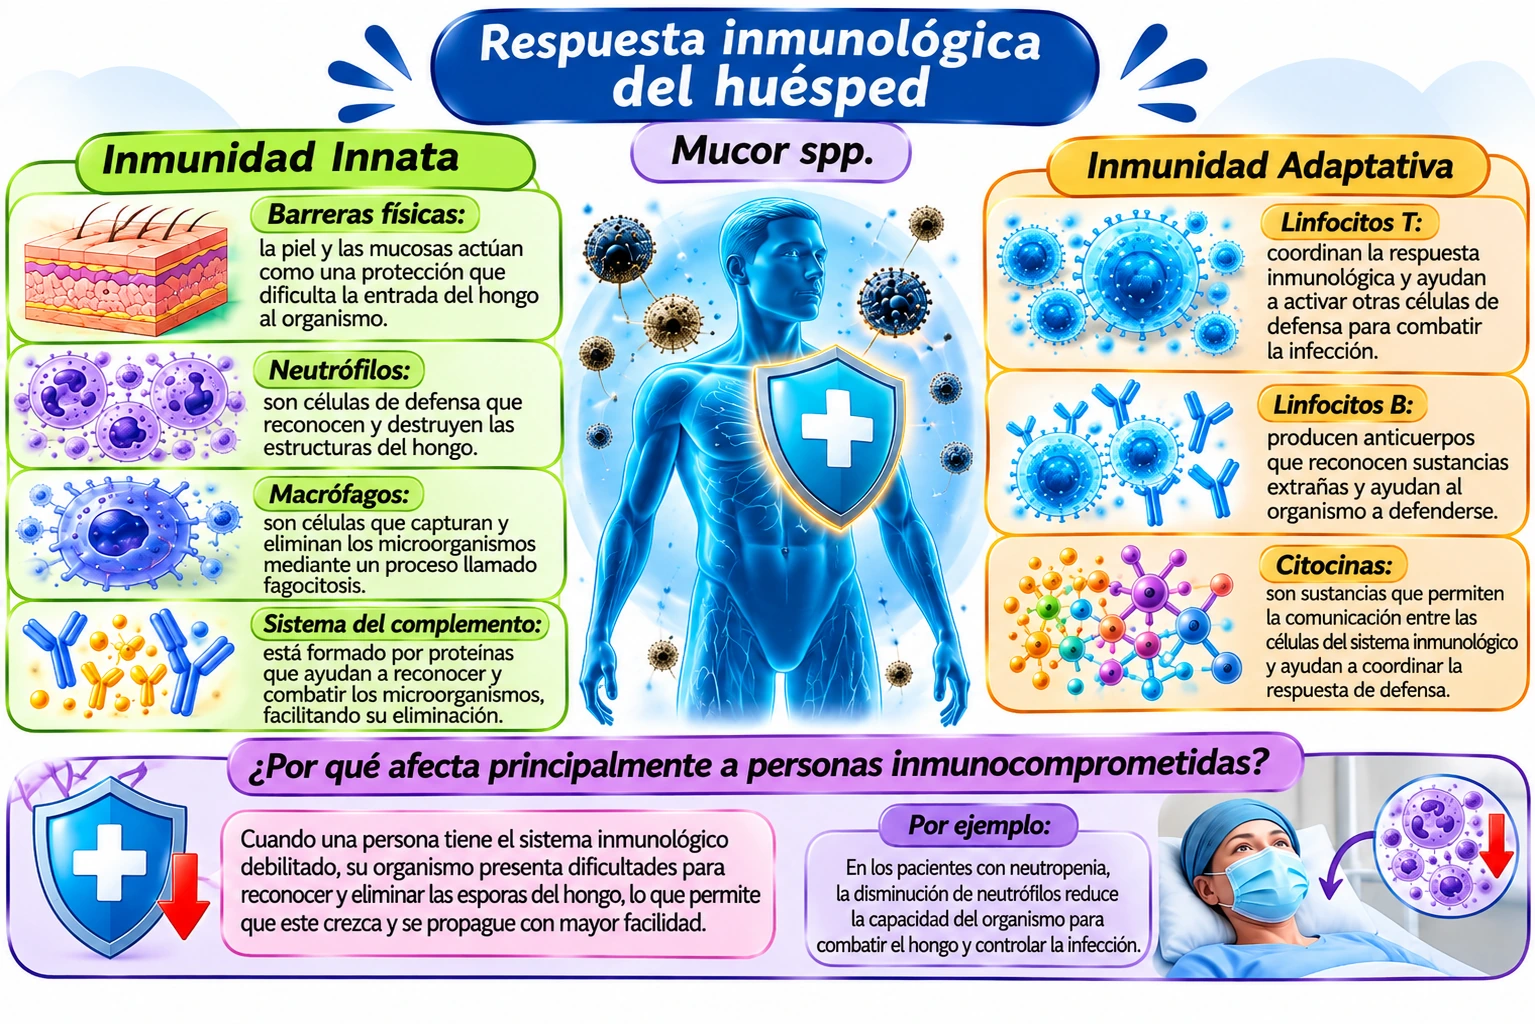 Respuesta inmunológica
del huésped
Mucor spp.
Inmunidad Innata
Barreras físicas:
la piel y las mucosas actúan
como una protección que
dificulta la entrada del hongo
al organismo.
Neutrófilos:
son células de defensa que
reconocen y destruyen las
estructuras del hongo.
Macrófagos:
son células que capturan y
eliminan los microorganismos
mediante un proceso llamado
fagocitosis.
Sistema del complemento:
está formado por proteínas
que ayudan a reconocer y
combatir los microorganismos,
facilitando su eliminación.
Inmunidad Adaptativa
Linfocitos T:
coordinan la respuesta
inmunológica y ayudan
a activar otras células de
defensa para combatir
la infección.
Linfocitos B:
producen anticuerpos
que reconocen sustancias
extrañas y ayudan al
organismo a defenderse.
Citocinas:
son sustancias que permiten
la comunicación entre las
células del sistema inmunológico
y ayudan a coordinar la
respuesta de defensa.
¿Por qué afecta principalmente a personas inmunocomprometidas?
Cuando una persona tiene el sistema inmunológico
debilitado, su organismo presenta dificultades para
reconocer y eliminar las esporas del hongo, lo que permite
que este crezca y se propague con mayor facilidad.
Por ejemplo:
En los pacientes con neutropenia,
la disminución de neutrófilos reduce
la capacidad del organismo para
combatir el hongo y controlar la infección.